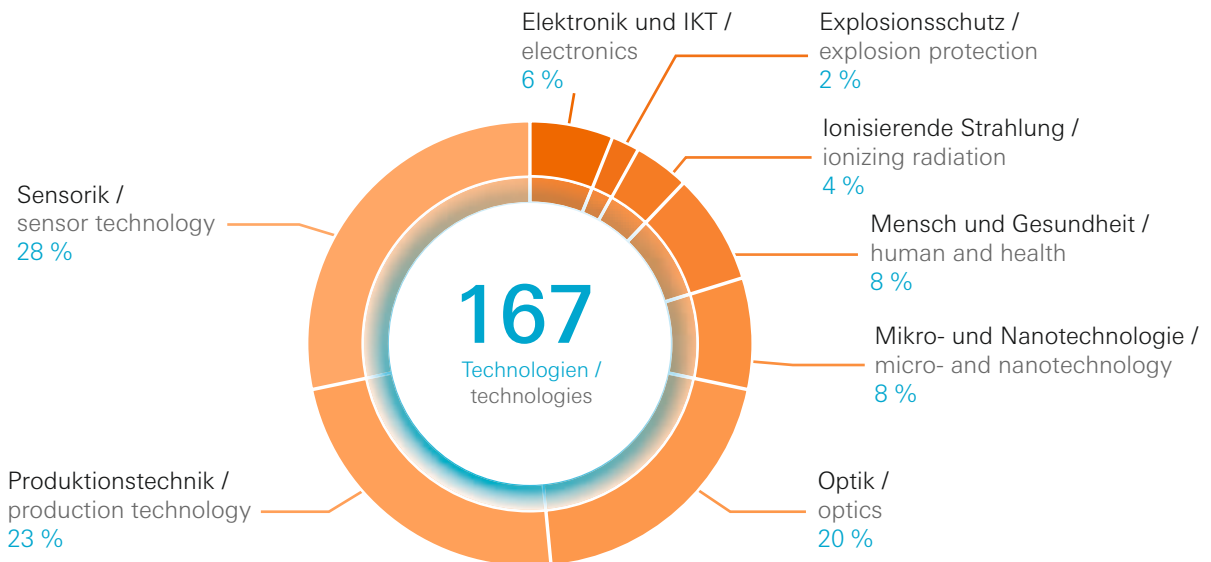 Elektronik und IKT /
electronics
6 %
Explosionsschutz /
explosion protection
2 %
Ionisierende Strahlung /
ionizing radiation
4 %
Mensch und Gesundheit /
human and health
8 %
Mikro- und Nanotechnologie /
micro- and nanotechnology
8 %
Optik /
optics
20 %
Produktionstechnik /
production technology
23 %
Sensorik /
sensor technology
28 %
167
Technologien /
technologies